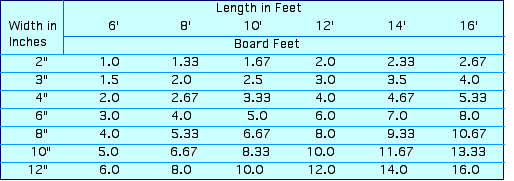 Length in Feet
Width in Inches 6' 8' 10' 12' 14' 16'
Board Feet
2" 1.0 1.33 1.67 2.0 2.33 2.67
3" 1.5 2.0 2.5 3.0 3.5 4.0
4" 2.0 2.67 3.33 4.0 4.67 5.33
6" 3.0 4.0 5.0 6.0 7.0 8.0
8" 4.0 5.33 6.67 8.0 9.33 10.67
10" 5.0 6.67 8.33 10.0 11.67 13.33
12" 6.0 8.0 10.0 12.0 14.0 16.0